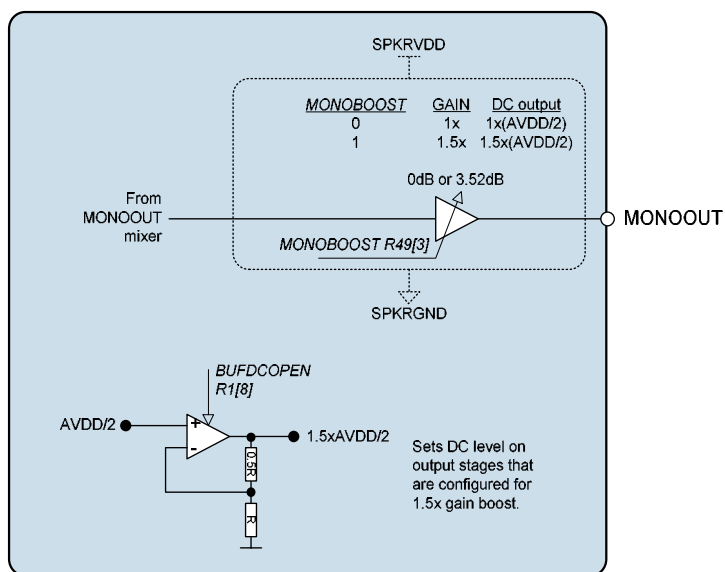 SPKRVDD
MONOBOOST GAIN DC output
0 1x 1x(AVDD/2)
1 1.5x 1.5x(AVDD/2)
0dB or 3.52dB
From
MONOOUT
mixer
MONOOUT
MONOBOOST R49[3]
SPKRGND
BUFDCOPEN
R1[8]
AVDD/2
+
-
1.5xAVDD/2
0.5R
R
Sets DC level on
output stages that
are configured for
1.5x gain boost.